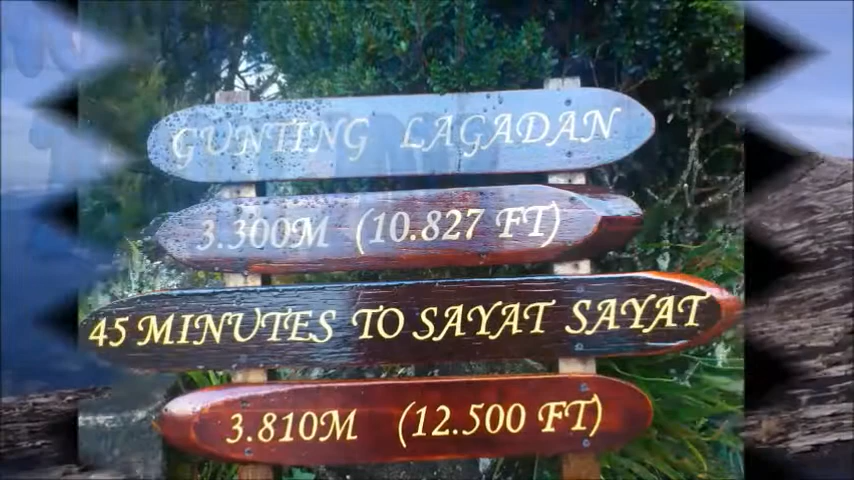 GUNTING LAGADAN
3.300M (10.827 FT)
45 MINUTES TO SAYAT SAYAT
3.810M (12.500 FT)